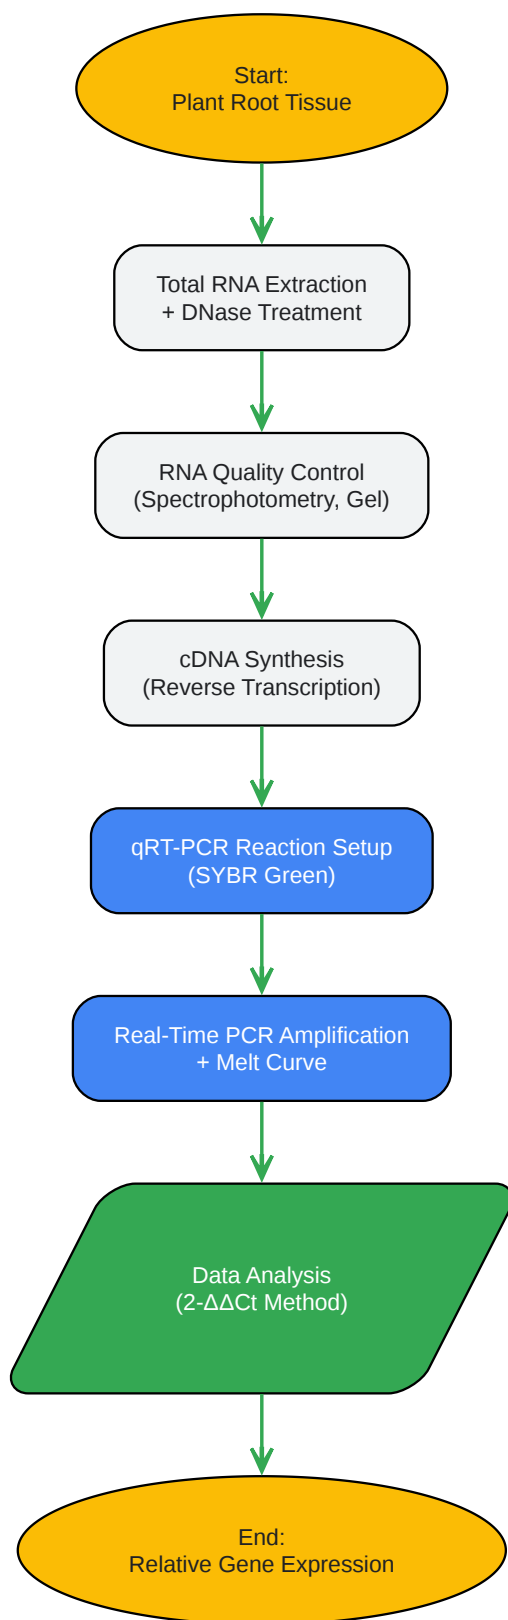 Start:
Plant Root Tissue
Total RNA Extraction
+ DNase Treatment
RNA Quality Control
(Spectrophotometry, Gel)
cDNA Synthesis
(Reverse Transcription)
qRT-PCR Reaction Setup
(SYBR Green)
Real-Time PCR Amplification
+ Melt Curve
Data Analysis
(2-ΔΔCt Method)
End:
Relative Gene Expression